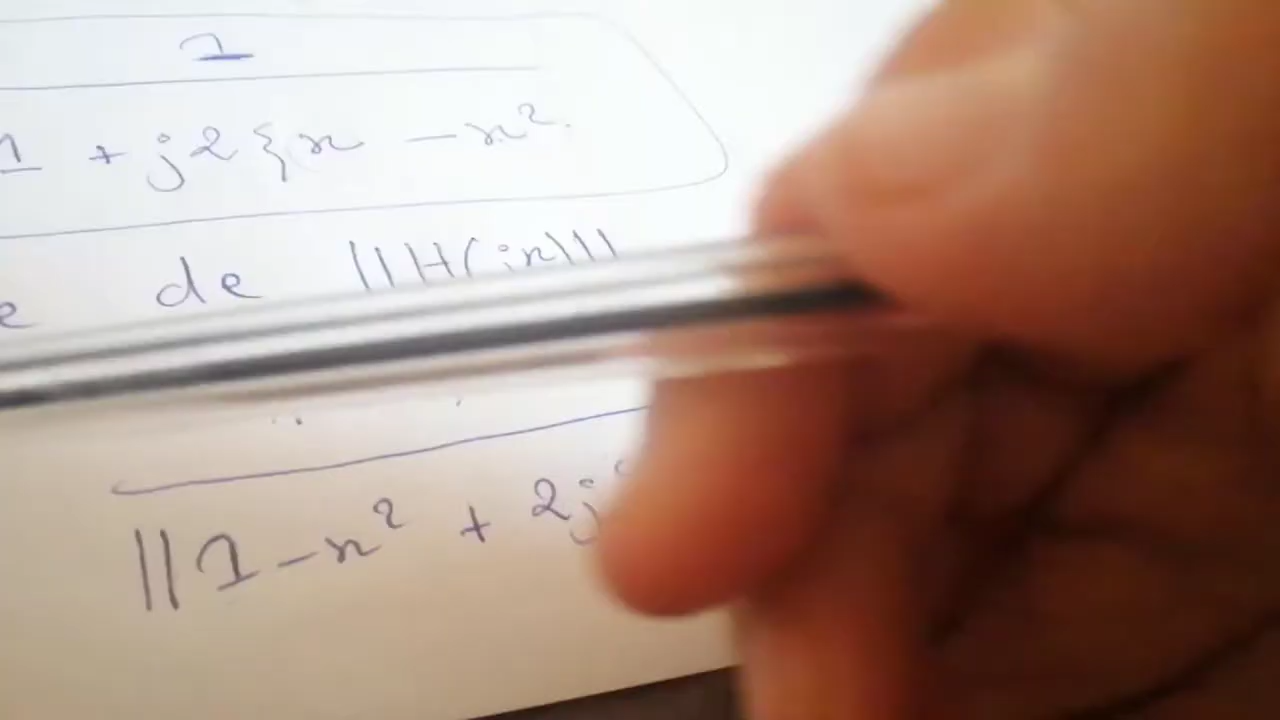 1
1 + j2ξx - x².
e de ||H(jx)||
||1 - x² + 2j